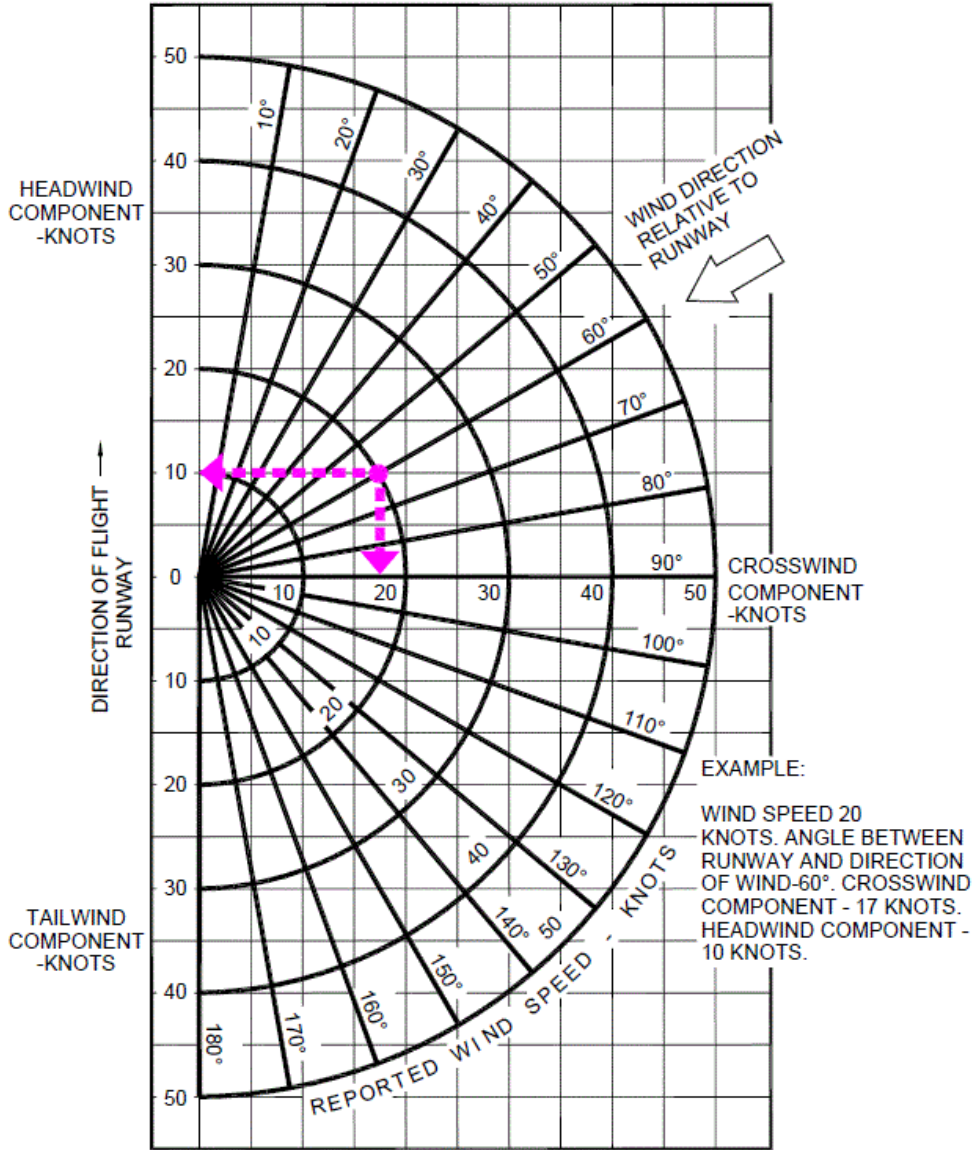 50
10°
20°
30°
40°
50°
60°
70°
80°
90°
100°
110°
120°
130°
140°
150°
160°
170°
180°
HEADWIND
COMPONENT
-KNOTS
40
30
20
10
0
10
20
30
40
50
WIND DIRECTION
RELATIVE TO
RUNWAY
DIRECTION OF FLIGHT
RUNWAY
10
20
30
40
50
CROSSWIND
COMPONENT
-KNOTS
10
20
30
40
50
TAILWIND
COMPONENT
-KNOTS
REPORTED WIND SPEED - KNOTS
EXAMPLE:
WIND SPEED 20
KNOTS. ANGLE BETWEEN
RUNWAY AND DIRECTION
OF WIND-60°. CROSSWIND
COMPONENT - 17 KNOTS.
HEADWIND COMPONENT -
10 KNOTS.